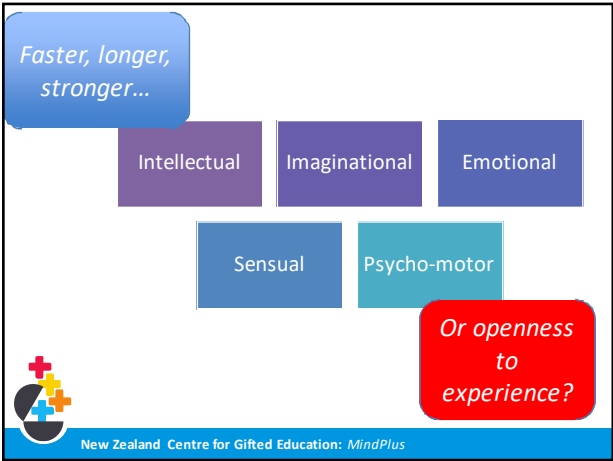 Faster, longer,
stronger…
Intellectual
Imaginational
Emotional
Sensual
Psycho-motor
Or openness
to
experience?
New Zealand Centre for Gifted Education: MindPlus